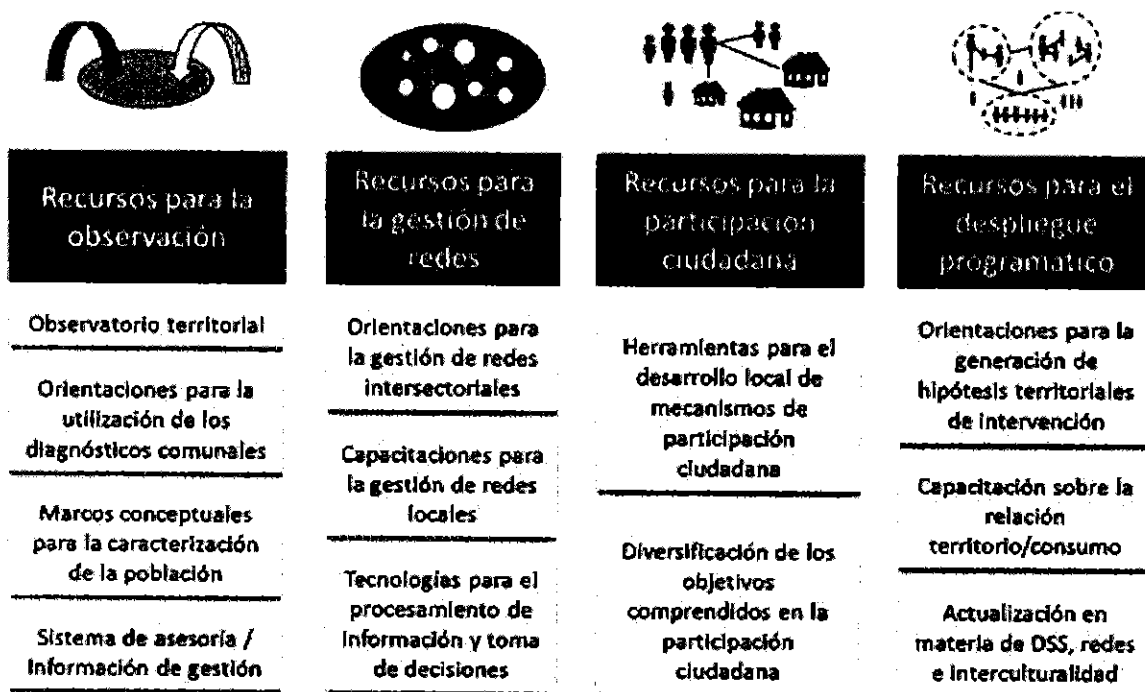 Recursos para la
observación
Observatorio territorial
Orientaciones para la
utilización de los
diagnósticos comunales
Marcos conceptuales
para la caracterización
de la población
Sistema de asesoría /
Información de gestión
Recursos para
la gestión de
redes
Orientaciones para
la gestión de redes
intersectoriales
Capacitaciones para
la gestión de redes
locales
Tecnologías para el
procesamiento de
información y toma
de decisiones
Recursos para la
participación
ciudadana
Herramientas para el
desarrollo local de
mecanismos de
participación
ciudadana
Diversificación de los
objetivos
comprendidos en la
participación
ciudadana
Recursos para el
despliegue
programatico
Orientaciones para la
generación de
hipótesis territoriales
de intervención
Capacitación sobre la
relación
territorio/consumo
Actualización en
materia de DSS, redes
e interculturalidad